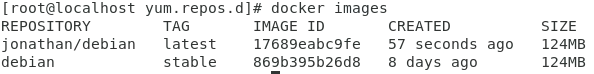 [root@localhost yum.repos.d]# docker images
REPOSITORY TAG IMAGE ID CREATED SIZE
jonathan/debian latest 17689eabc9fe 57 seconds ago 124MB
debian stable 869b395b26d8 8 days ago 124MB